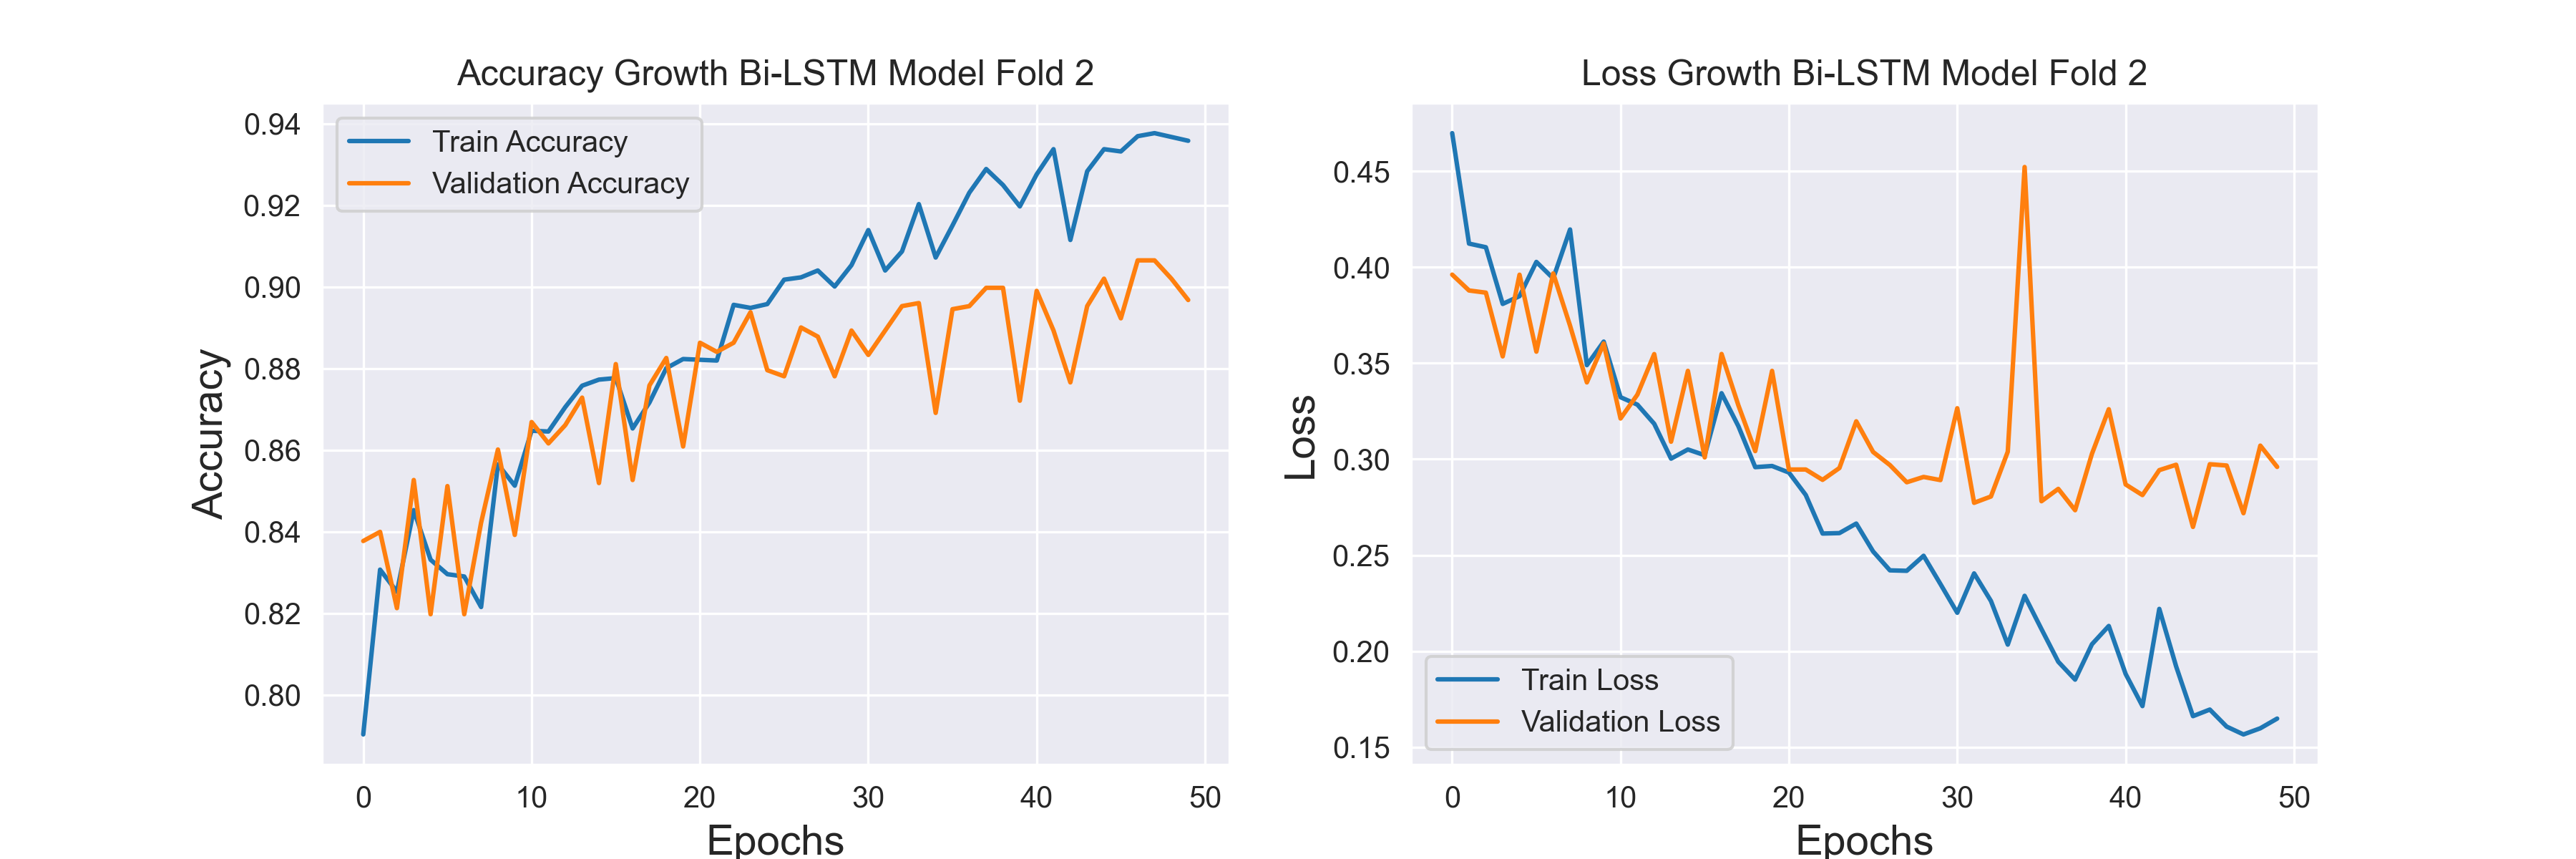 Accuracy Growth Bi-LSTM Model Fold 2
0.94
0.92
0.90
0.88
0.86
0.84
0.82
0.80
Accuracy
Train Accuracy
Validation Accuracy
0 10 20 30 40 50
Epochs
Loss Growth Bi-LSTM Model Fold 2
0.45
0.40
0.35
0.30
0.25
0.20
0.15
Loss
Train Loss
Validation Loss
0 10 20 30 40 50
Epochs